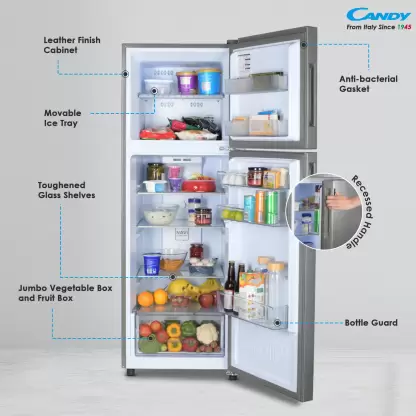 CANDY
From Italy Since 1945
Leather Finish
Cabinet
Anti-bacterial
Gasket
Movable
Ice Tray
Toughened
Glass Shelves
Recessed Handle
Jumbo Vegetable Box
and Fruit Box
Bottle Guard